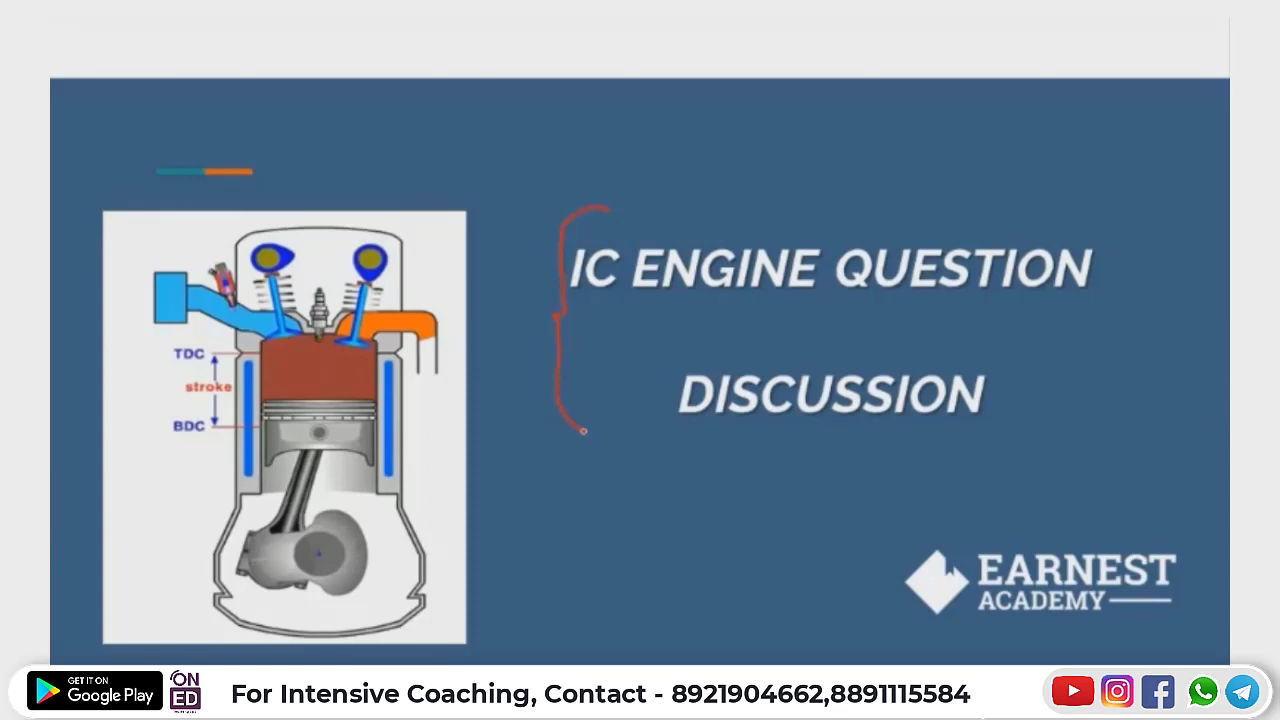 IC ENGINE QUESTION
DISCUSSION
TDC
stroke
BDC
EARNEST
ACADEMY
GET IT ON
Google Play
ON
ED
For Intensive Coaching, Contact - 8921904662,8891115584